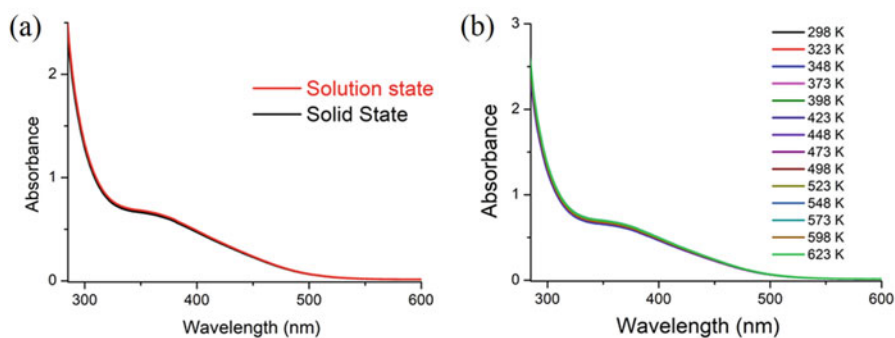 (a)
2
1
0
Absorbance
Solution state
Solid State
300
400
500
600
Wavelength (nm)
(b)
3
2
1
0
Absorbance
298 K
323 K
348 K
373 K
398 K
423 K
448 K
473 K
498 K
523 K
548 K
573 K
598 K
623 K
300
400
500
600
Wavelength (nm)